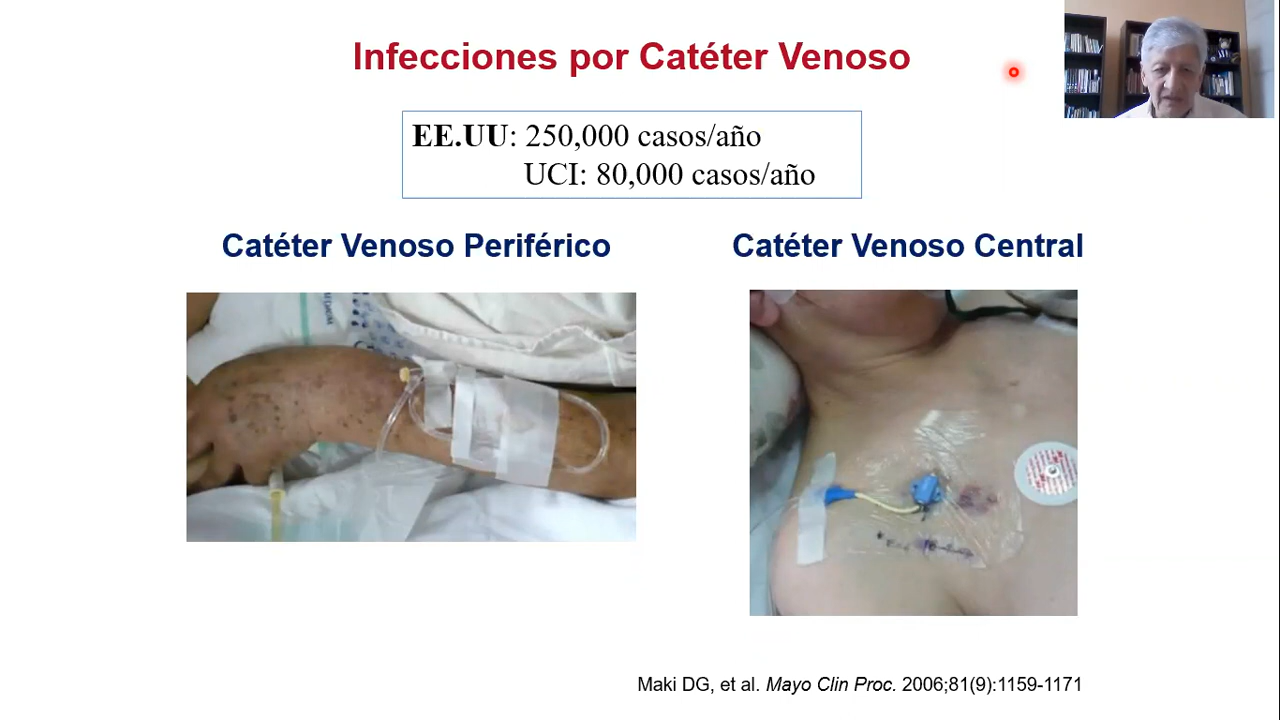 Infecciones por Catéter Venoso
EE.UU: 250,000 casos/año
UCI: 80,000 casos/año
Catéter Venoso Periférico
Catéter Venoso Central
Maki DG, et al. Mayo Clin Proc. 2006;81(9):1159-1171